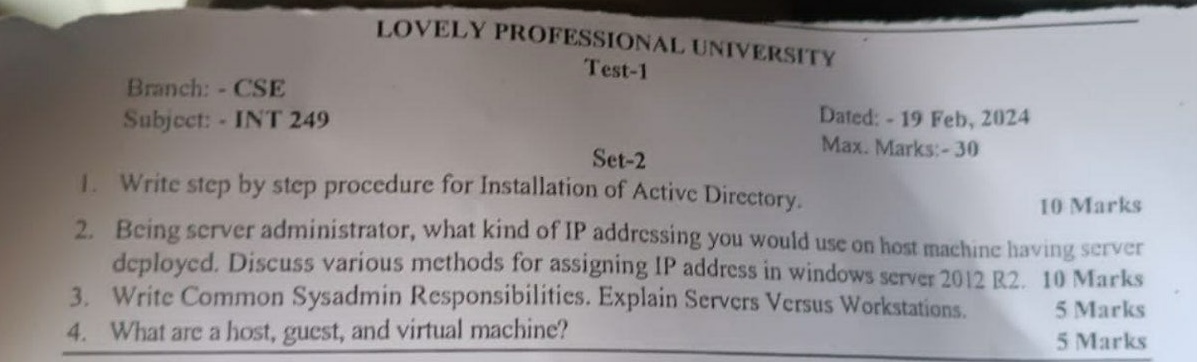 LOVELY PROFESSIONAL UNIVERSITY
Test-1
Branch: - CSE
Subject: - INT 249
Dated: - 19 Feb, 2024
Max. Marks:- 30
Set-2
1. Write step by step procedure for Installation of Active Directory. 10 Marks
2. Being server administrator, what kind of IP addressing you would use on host machine having server
deployed. Discuss various methods for assigning IP address in windows server 2012 R2. 10 Marks
3. Write Common Sysadmin Responsibilities. Explain Servers Versus Workstations. 5 Marks
4. What are a host, guest, and virtual machine? 5 Marks